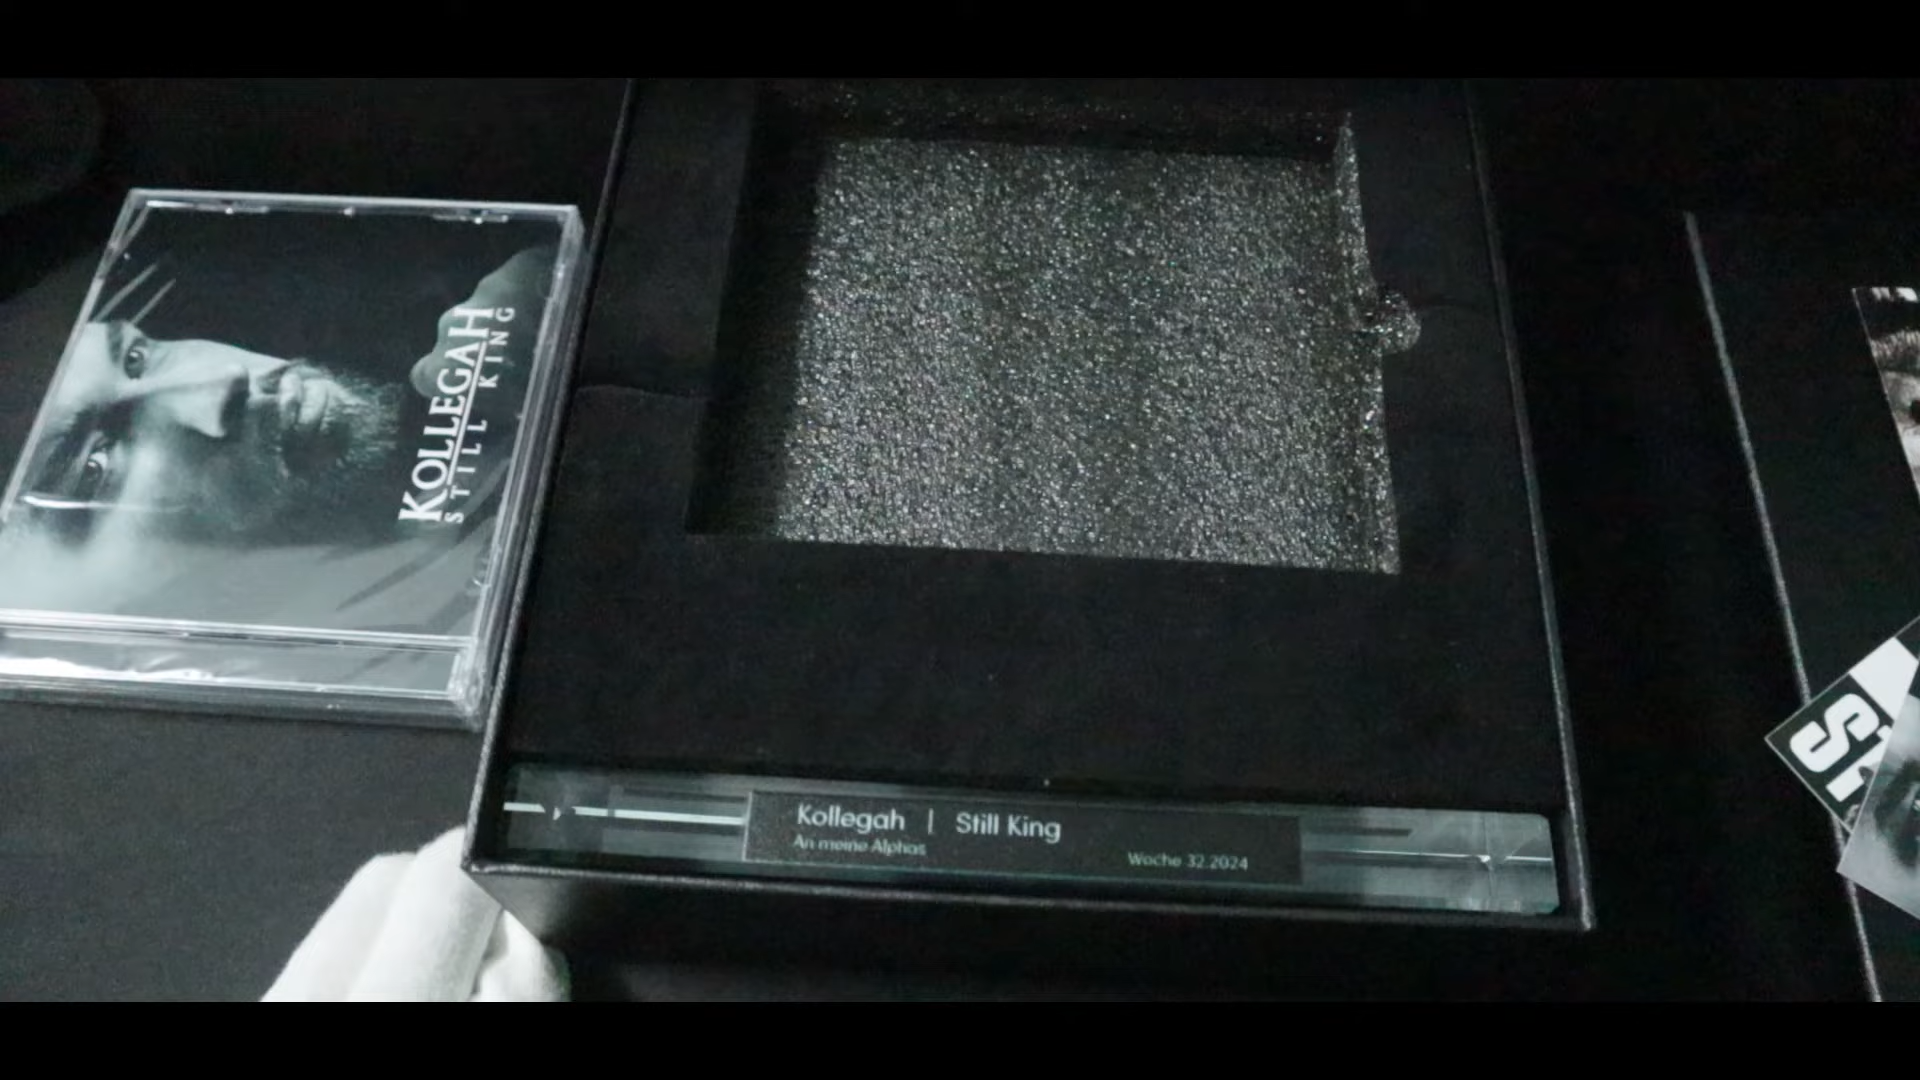 KOLLEGAH
STILL KING
Kollegah | Still King
An meine Alphas
Woche 32.2024